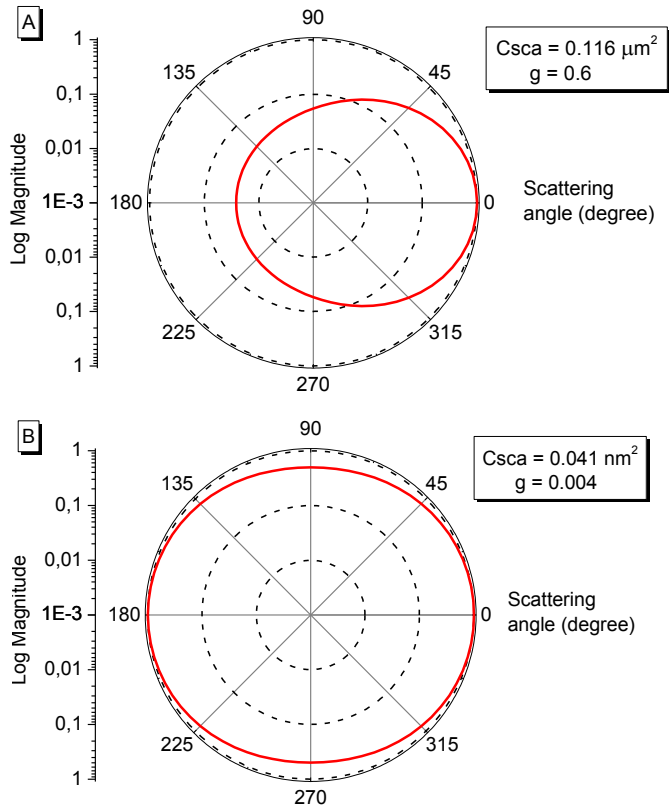 A
90
Csca = 0.116 μm²
g = 0.6
1
135
45
0,1
0,01
Log Magnitude
1E-3
180
0
Scattering
angle (degree)
0,01
0,1
225
315
1
270
B
90
Csca = 0.041 nm²
g = 0.004
1
135
45
0,1
0,01
Log Magnitude
1E-3
180
0
Scattering
angle (degree)
0,01
0,1
225
315
1
270